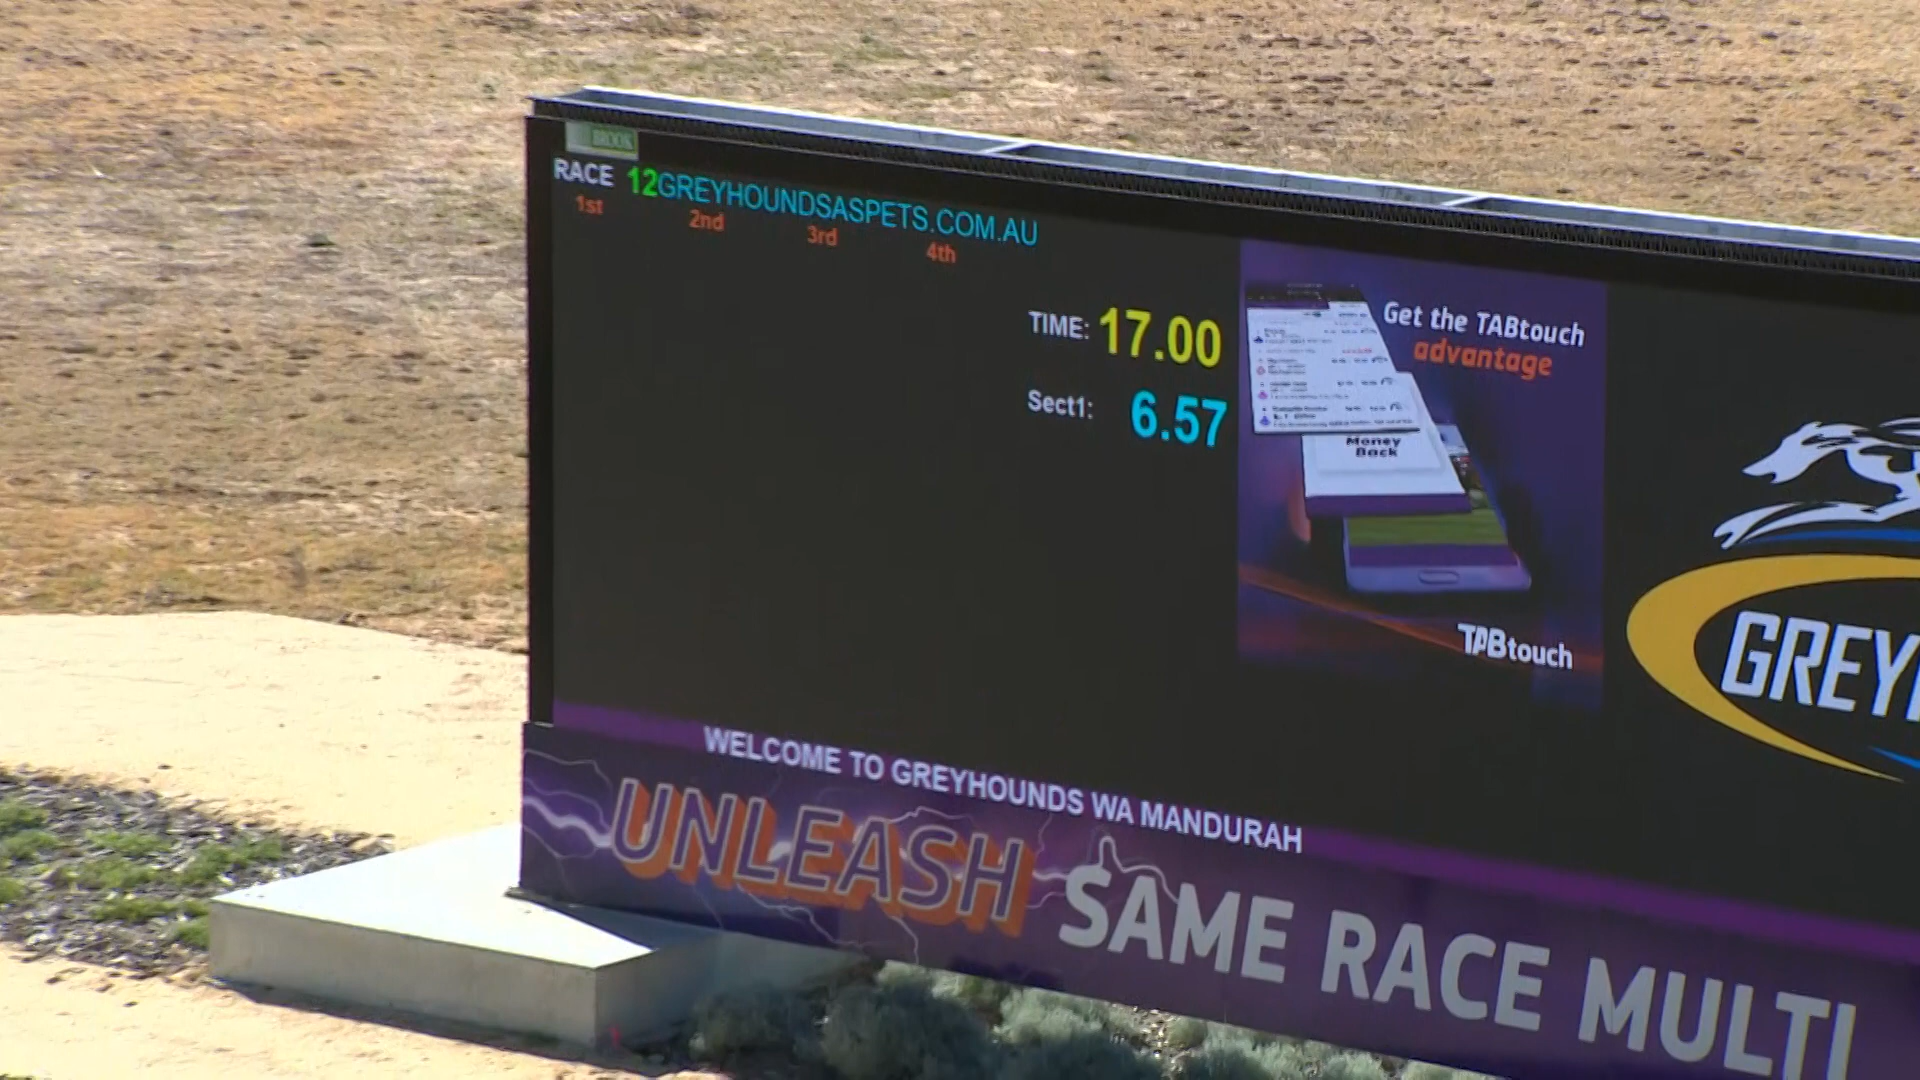 BROOK
RACE 12GREYHOUNDSASPETS.COM.AU
1st 2nd 3rd 4th
TIME: 17.00
Sect1: 6.57
Get the TABtouch
advantage
Money
Back
TABtouch
GREY
WELCOME TO GREYHOUNDS WA MANDURAH
UNLEASH SAME RACE MULTI